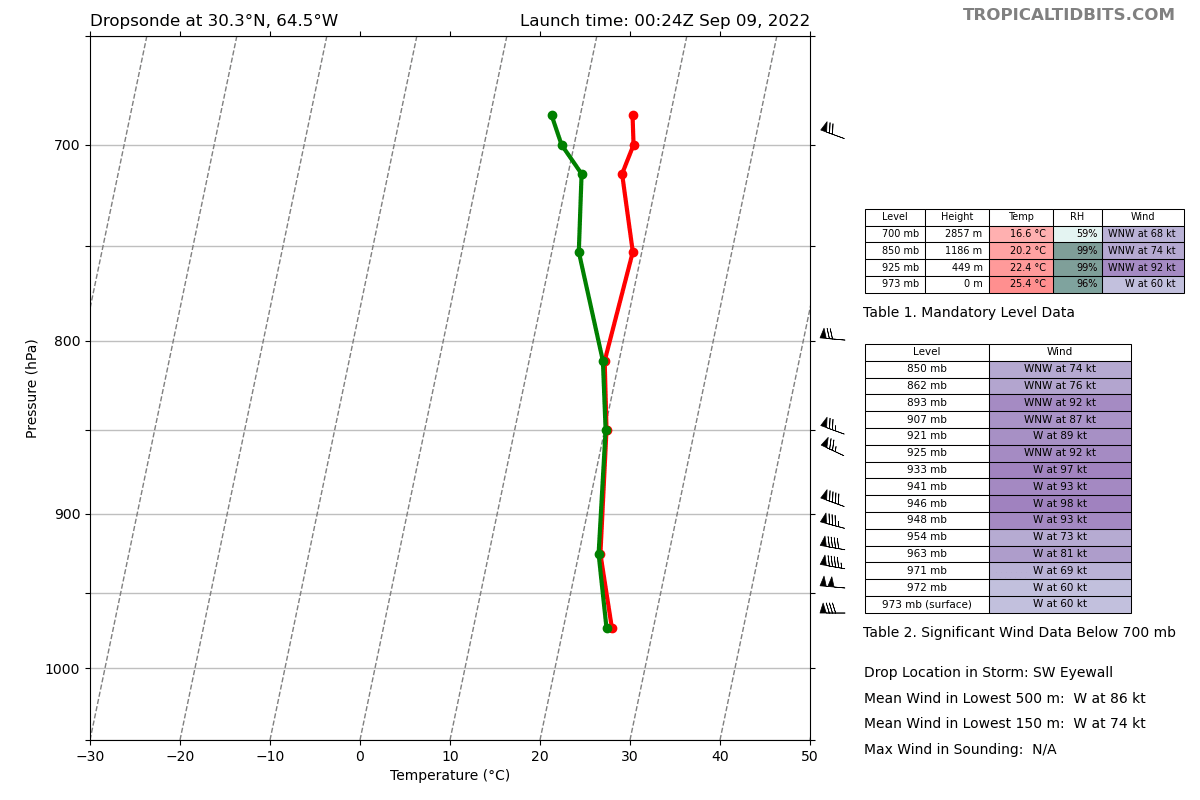 Dropsonde at 30.3°N, 64.5°W
Launch time: 00:24Z Sep 09, 2022
TROPICALTIDBITS.COM
Pressure (hPa)
700
800
900
1000
−30 −20 −10 0 10 20 30 40 50
Temperature (°C)
Level Height Temp RH Wind
700 mb 2857 m 16.6 °C 59% WNW at 68 kt
850 mb 1186 m 20.2 °C 99% WNW at 74 kt
925 mb 449 m 22.4 °C 99% WNW at 92 kt
973 mb 0 m 25.4 °C 96% W at 60 kt
Table 1. Mandatory Level Data
Level Wind
850 mb WNW at 74 kt
862 mb WNW at 76 kt
893 mb WNW at 92 kt
907 mb WNW at 87 kt
921 mb W at 89 kt
925 mb WNW at 92 kt
933 mb W at 97 kt
941 mb W at 93 kt
946 mb W at 98 kt
948 mb W at 93 kt
954 mb W at 73 kt
963 mb W at 81 kt
971 mb W at 69 kt
972 mb W at 60 kt
973 mb (surface) W at 60 kt
Table 2. Significant Wind Data Below 700 mb
Drop Location in Storm: SW Eyewall
Mean Wind in Lowest 500 m: W at 86 kt
Mean Wind in Lowest 150 m: W at 74 kt
Max Wind in Sounding: N/A